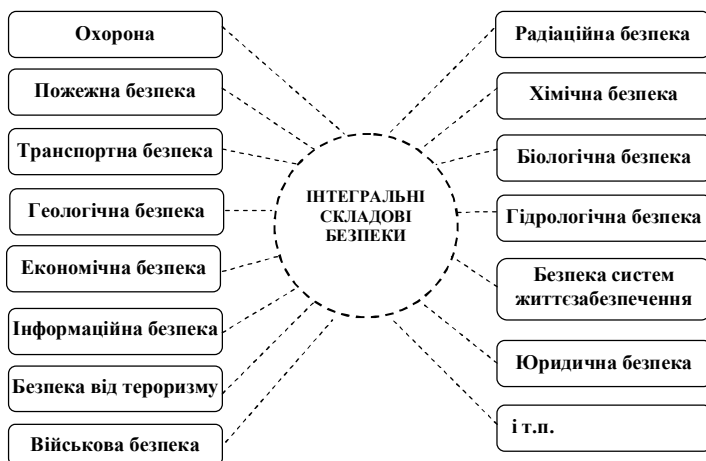 Охорона
Пожежна безпека
Транспортна безпека
Геологічна безпека
Економічна безпека
Інформаційна безпека
Безпека від тероризму
Військова безпека
ІНТЕГРАЛЬНІ
СКЛАДОВІ
БЕЗПЕКИ
Радіаційна безпека
Хімічна безпека
Біологічна безпека
Гідрологічна безпека
Безпека систем
життєзабезпечення
Юридична безпека
і т.п.